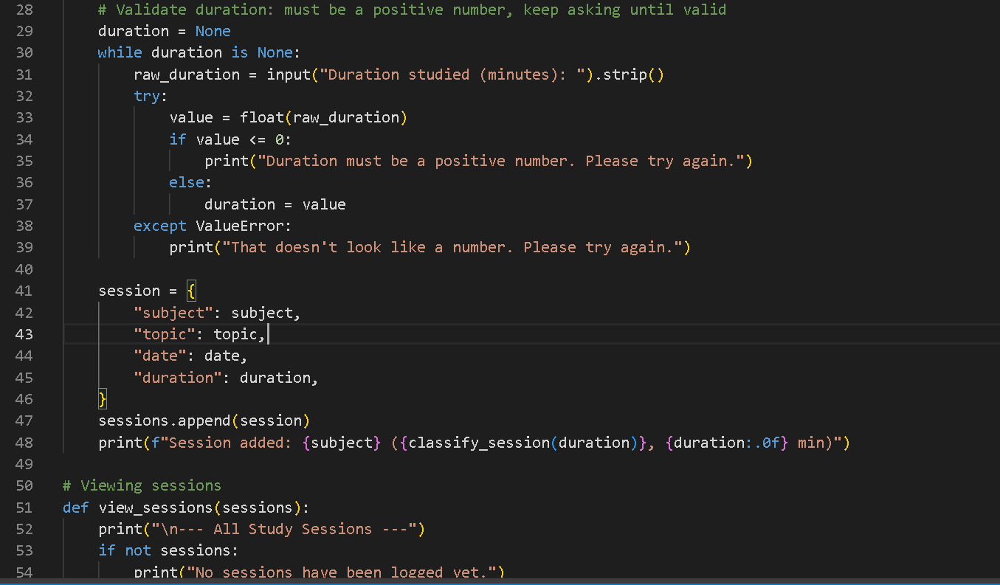 28 # Validate duration: must be a positive number, keep asking until valid
29 duration = None
30 while duration is None:
31 raw_duration = input("Duration studied (minutes): ").strip()
32 try:
33 value = float(raw_duration)
34 if value <= 0:
35 print("Duration must be a positive number. Please try again.")
36 else:
37 duration = value
38 except ValueError:
39 print("That doesn't look like a number. Please try again.")
40
41 session = {
42 "subject": subject,
43 "topic": topic,
44 "date": date,
45 "duration": duration,
46 }
47 sessions.append(session)
48 print(f"Session added: {subject} ({classify_session(duration)}, {duration:.0f} min)")
49
50 # Viewing sessions
51 def view_sessions(sessions):
52 print("\n--- All Study Sessions ---")
53 if not sessions:
54 print("No sessions have been logged yet.")